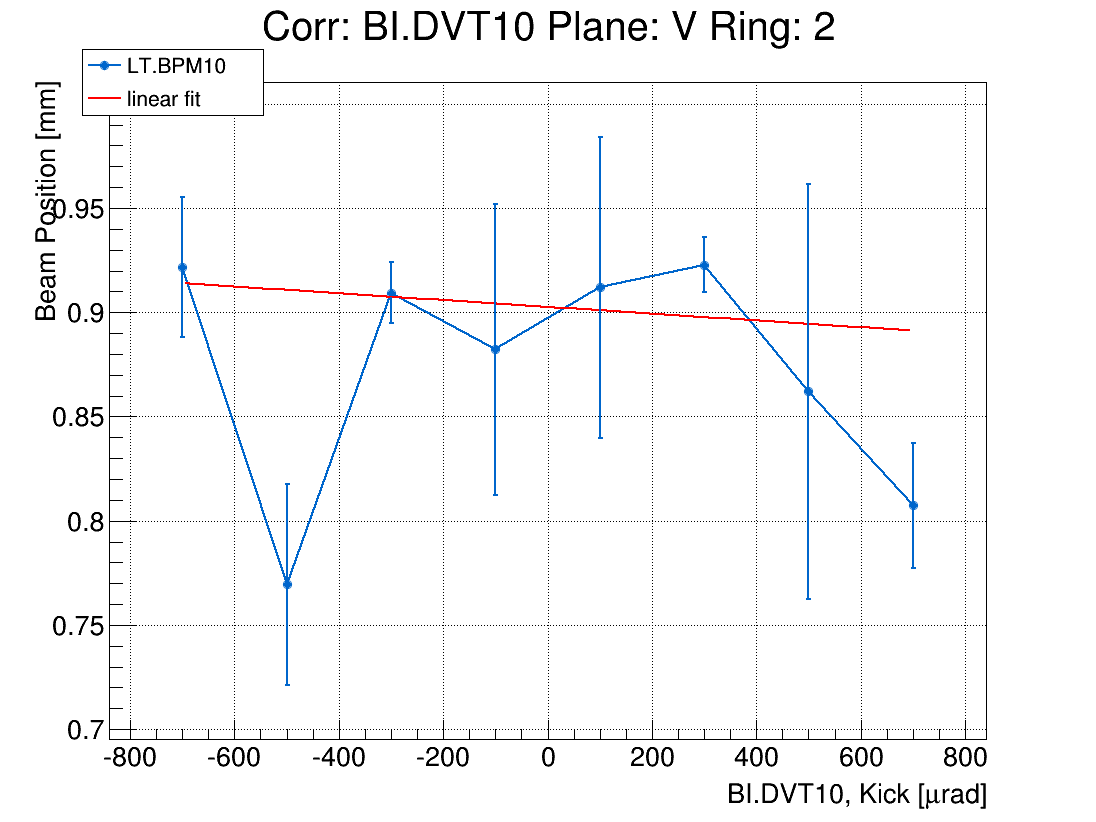 Corr: BI.DVT10 Plane: V Ring: 2
LT.BPM10
linear fit
Beam Position [mm]
0.95
0.9
0.85
0.8
0.75
0.7
-800 -600 -400 -200 0 200 400 600 800
BI.DVT10, Kick [μrad]